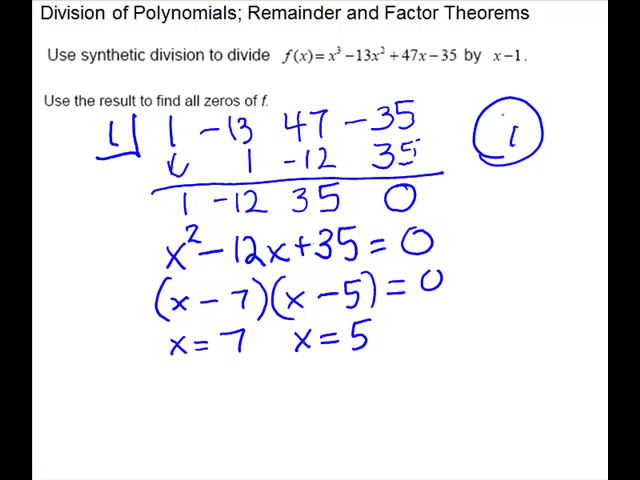 Division of Polynomials; Remainder and Factor Theorems
Use synthetic division to divide f(x) = x³ −13x² + 47x − 35 by x − 1.
Use the result to find all zeros of f.
1 1 −13 47 −35
↓ 1 −12 35
1 −12 35 0
x² − 12x + 35 = 0
(x − 7)(x − 5) = 0
x = 7 x = 5